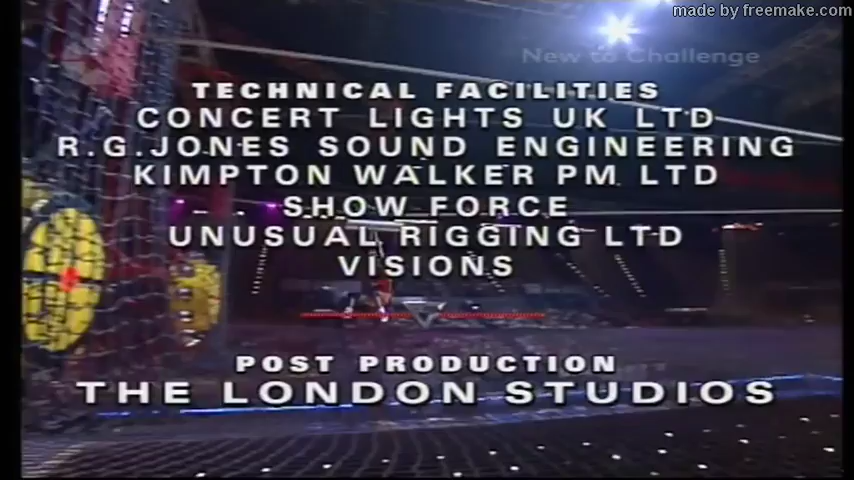 made by freemake.com
New to Challenge
TECHNICAL FACILITIES
CONCERT LIGHTS UK LTD
R.G.JONES SOUND ENGINEERING
KIMPTON WALKER PM LTD
SHOW FORCE
UNUSUAL RIGGING LTD
VISIONS
POST PRODUCTION
THE LONDON STUDIOS